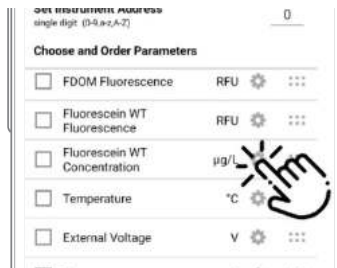 Set Instrument Address
single digit (0-9,a-z,A-Z)
0
Choose and Order Parameters
FDOM Fluorescence RFU
Fluorescein WT
Fluorescence RFU
Fluorescein WT
Concentration µg/L
Temperature °C
External Voltage V